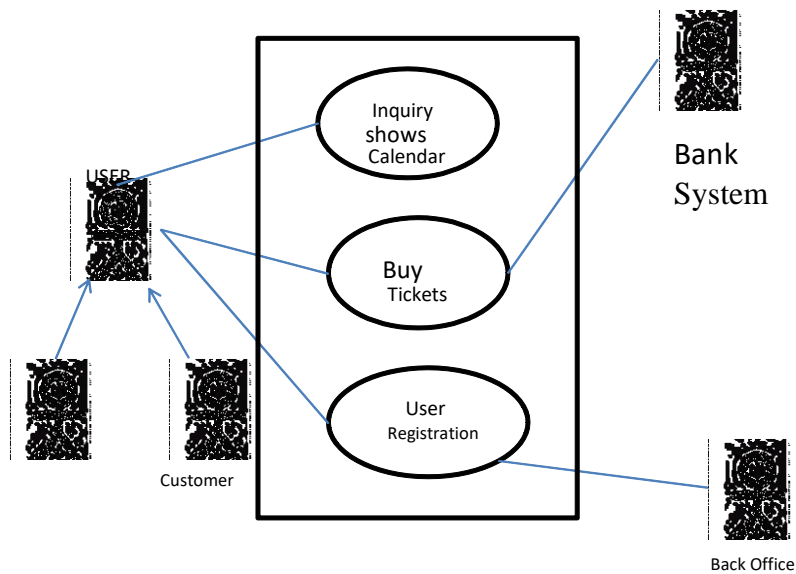 Inquiry
shows
Calendar
Bank
System
USER
Buy
Tickets
User
Registration
Customer
Back Office